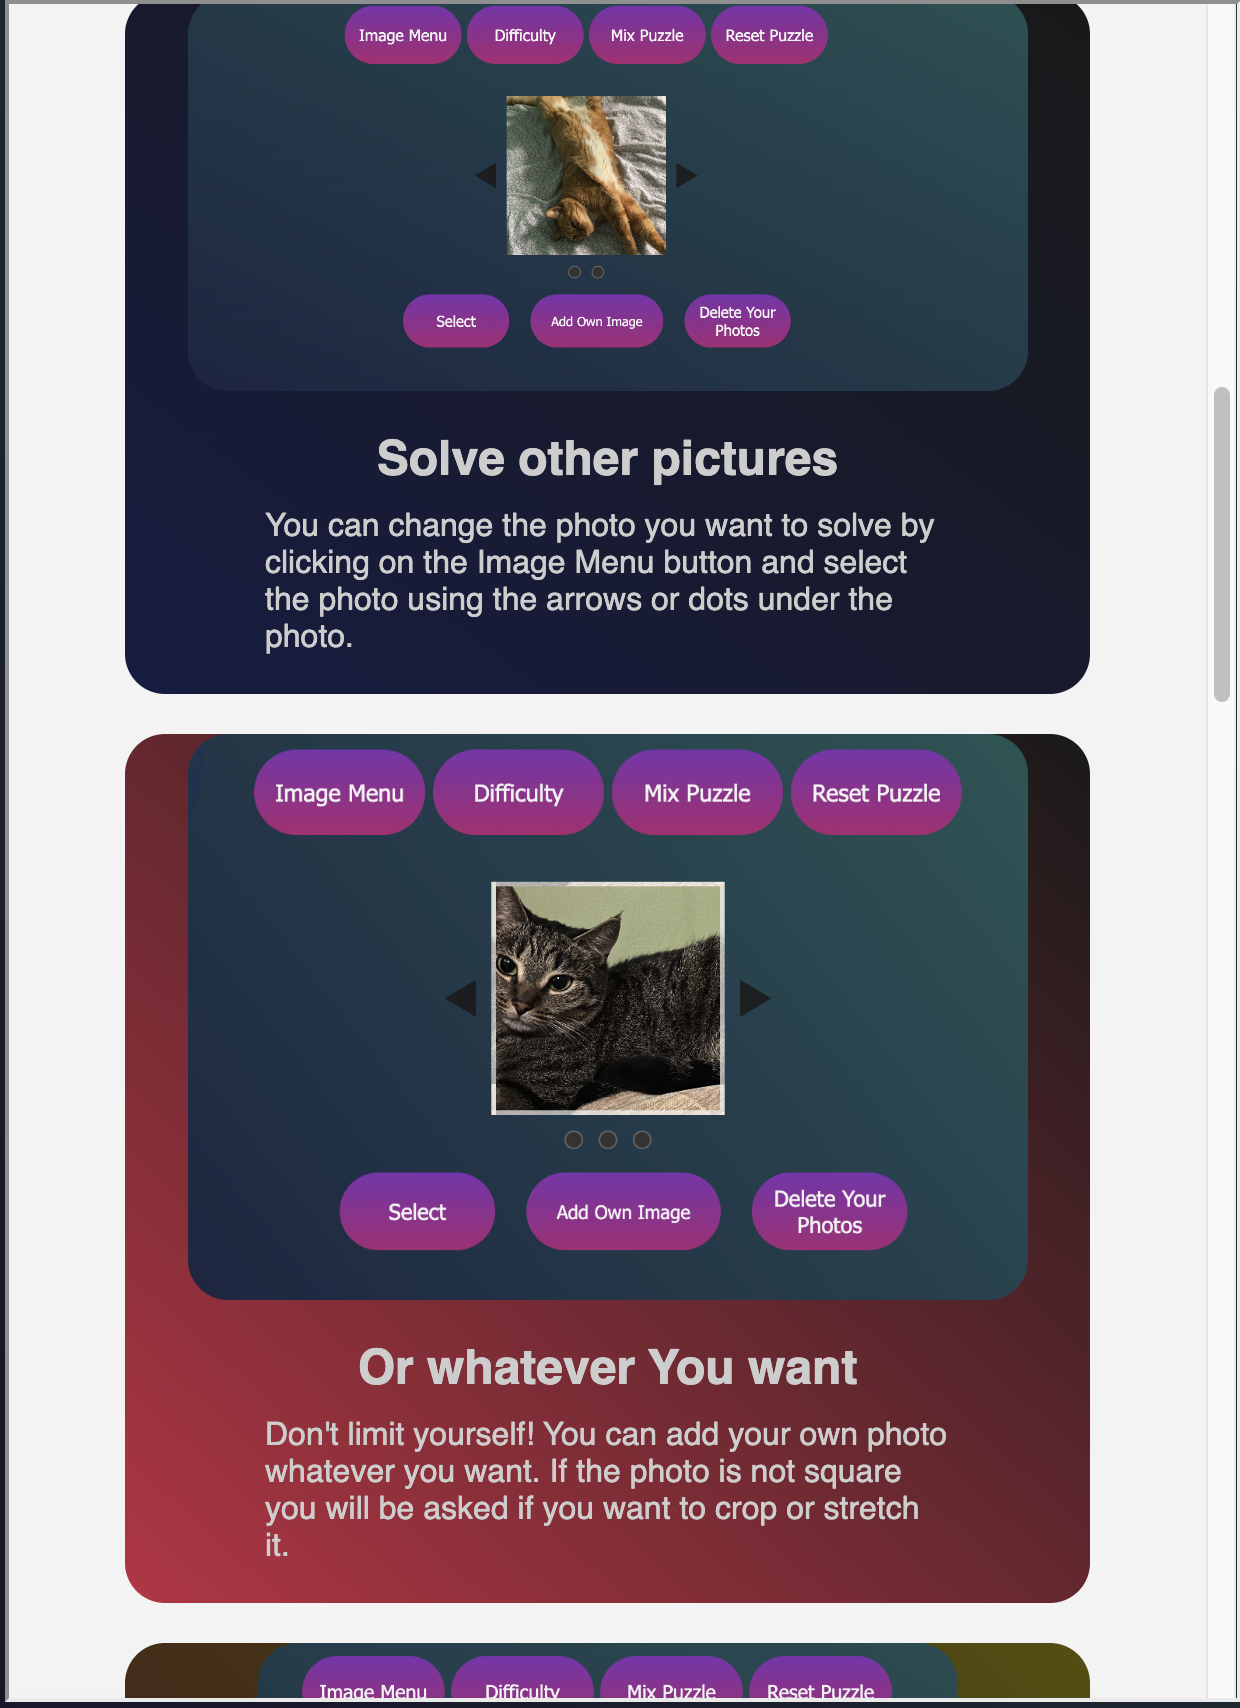 Image Menu Difficulty Mix Puzzle Reset Puzzle
Select Add Own Image Delete Your
Photos
Solve other pictures
You can change the photo you want to solve by
clicking on the Image Menu button and select
the photo using the arrows or dots under the
photo.
Image Menu Difficulty Mix Puzzle Reset Puzzle
Select Add Own Image Delete Your
Photos
Or whatever You want
Don't limit yourself! You can add your own photo
whatever you want. If the photo is not square
you will be asked if you want to crop or stretch
it.
Image Menu Difficulty Mix Puzzle Reset Puzzle